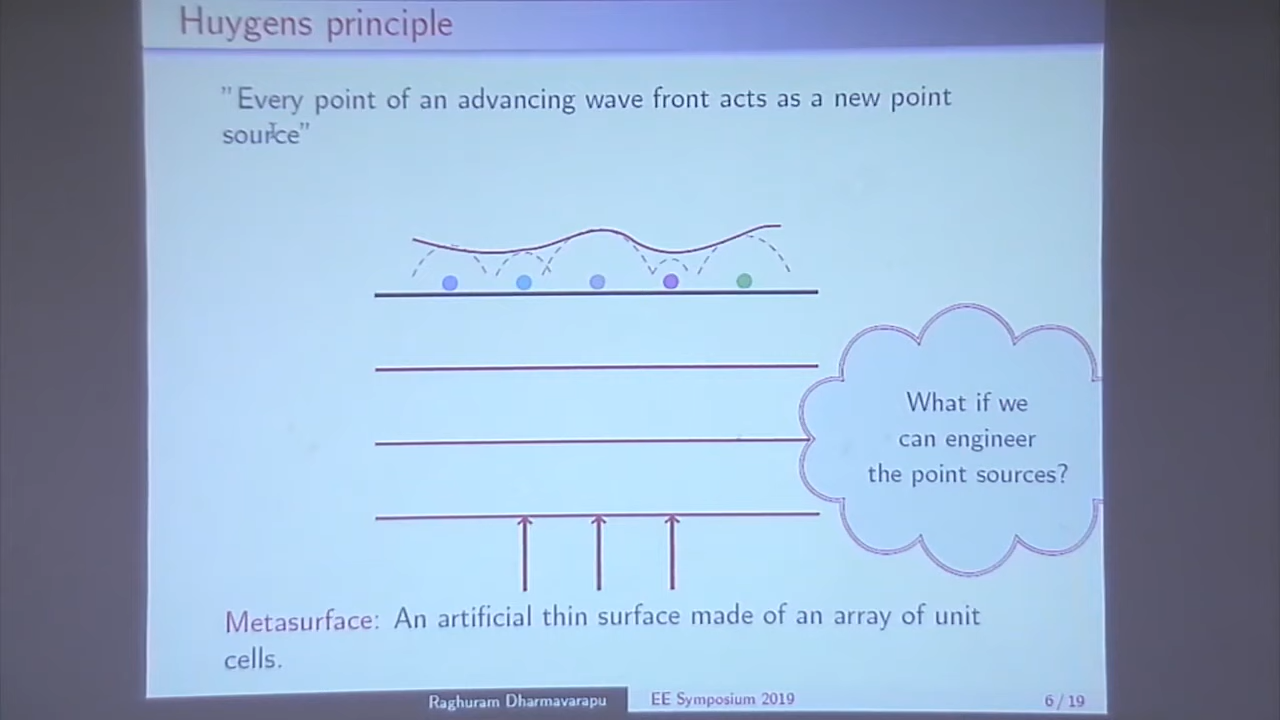 Huygens principle
"Every point of an advancing wave front acts as a new point
source"
What if we
can engineer
the point sources?
Metasurface: An artificial thin surface made of an array of unit
cells.
Raghuram Dharmavarapu
EE Symposium 2019
6 / 19